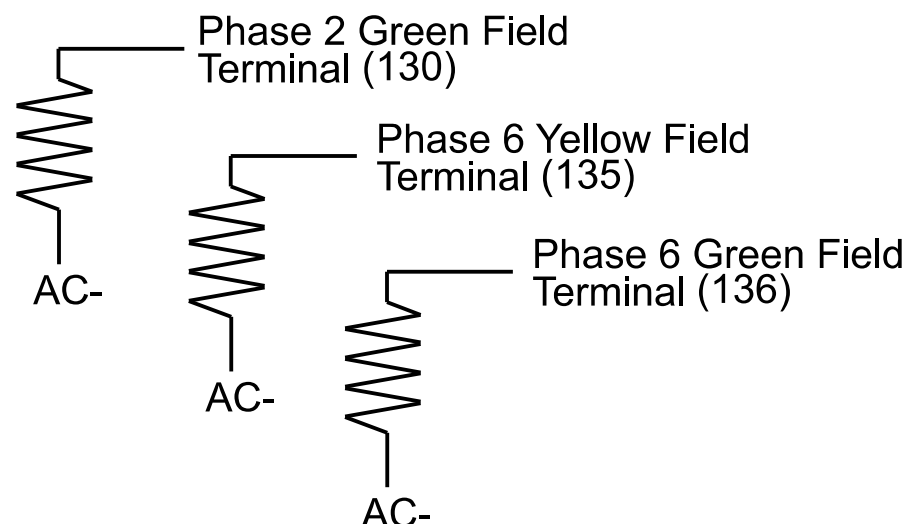 Phase 2 Green Field
Terminal (130)
AC-
Phase 6 Yellow Field
Terminal (135)
AC-
Phase 6 Green Field
Terminal (136)
AC-